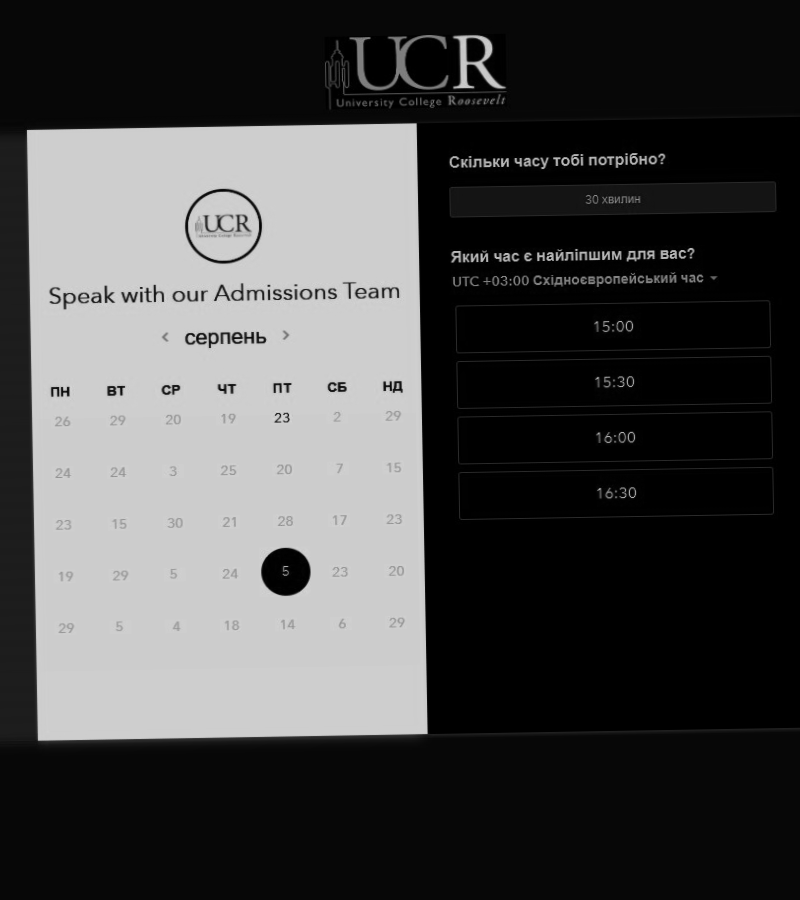 UCR
University College Roosevelt
UCR
Speak with our Admissions Team
серпень
ПН ВТ СР ЧТ ПТ СБ НД
26 29 20 19 23 2 29
24 24 3 25 20 7 15
23 15 30 21 28 17 23
19 29 5 24 5 23 20
29 5 4 18 14 6 29
Скільки часу тобі потрібно?
30 хвилин
Який час є найліпшим для вас?
UTC +03:00 Східноєвропейський час
15:00
15:30
16:00
16:30